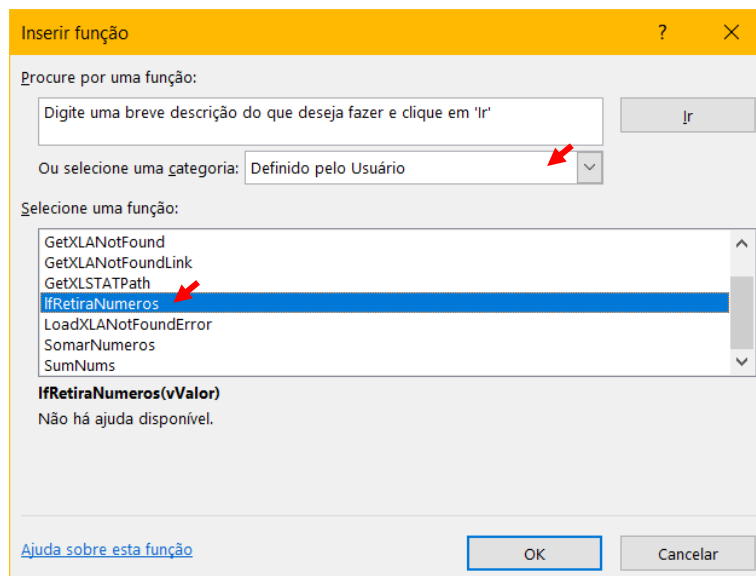 Inserir função
?
Procure por uma função:
Digite uma breve descrição do que deseja fazer e clique em 'Ir'
Ir
Ou selecione uma categoria: Definido pelo Usuário
Selecione uma função:
GetXLANotFound
GetXLANotFoundLink
GetXLSTATPath
IfRetiraNumeros
LoadXLANotFoundError
SomarNumeros
SumNums
IfRetiraNumeros(vValor)
Não há ajuda disponível.
Ajuda sobre esta função
OK
Cancelar